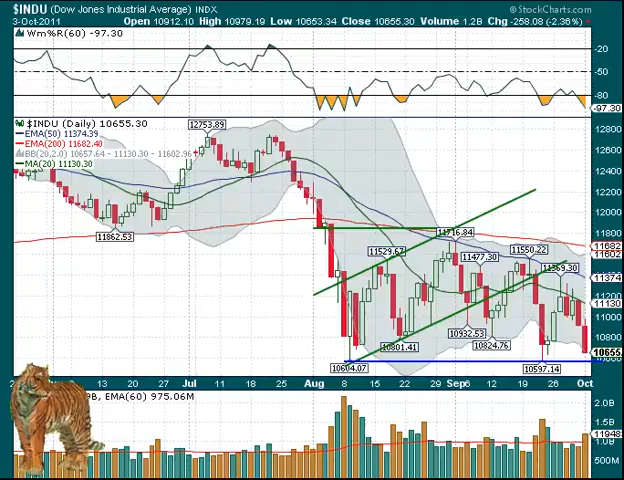 $INDU (Dow Jones Industrial Average) INDX © StockCharts.com
3-Oct-2011 Open 10912.10 High 10979.19 Low 10653.34 Close 10655.30 Volume 1.2B Chg -258.08 (-2.36%)
Wm%R(60) -97.30
-20
-50
-80
-97.30
$INDU (Daily) 10655.30
EMA(50) 11374.39
EMA(200) 11682.40
BB(20,2.0) 10657.64 - 11130.30 - 11602.96
MA(20) 11130.30
12753.89
11862.53
11716.84
11529.67
11477.30
11550.22
11369.30
10932.53
10824.76
10801.41
10604.07
10597.14
12800
12600
12400
12200
12000
11800
11682
11602
11374
11130
11000
10800
10655
13 21 Jul 11 18 25 Aug 8 15 22 29 Sep 6 12 19 26 Oct
PB, EMA(60) 975.06M
2.0B
1.5B
500M